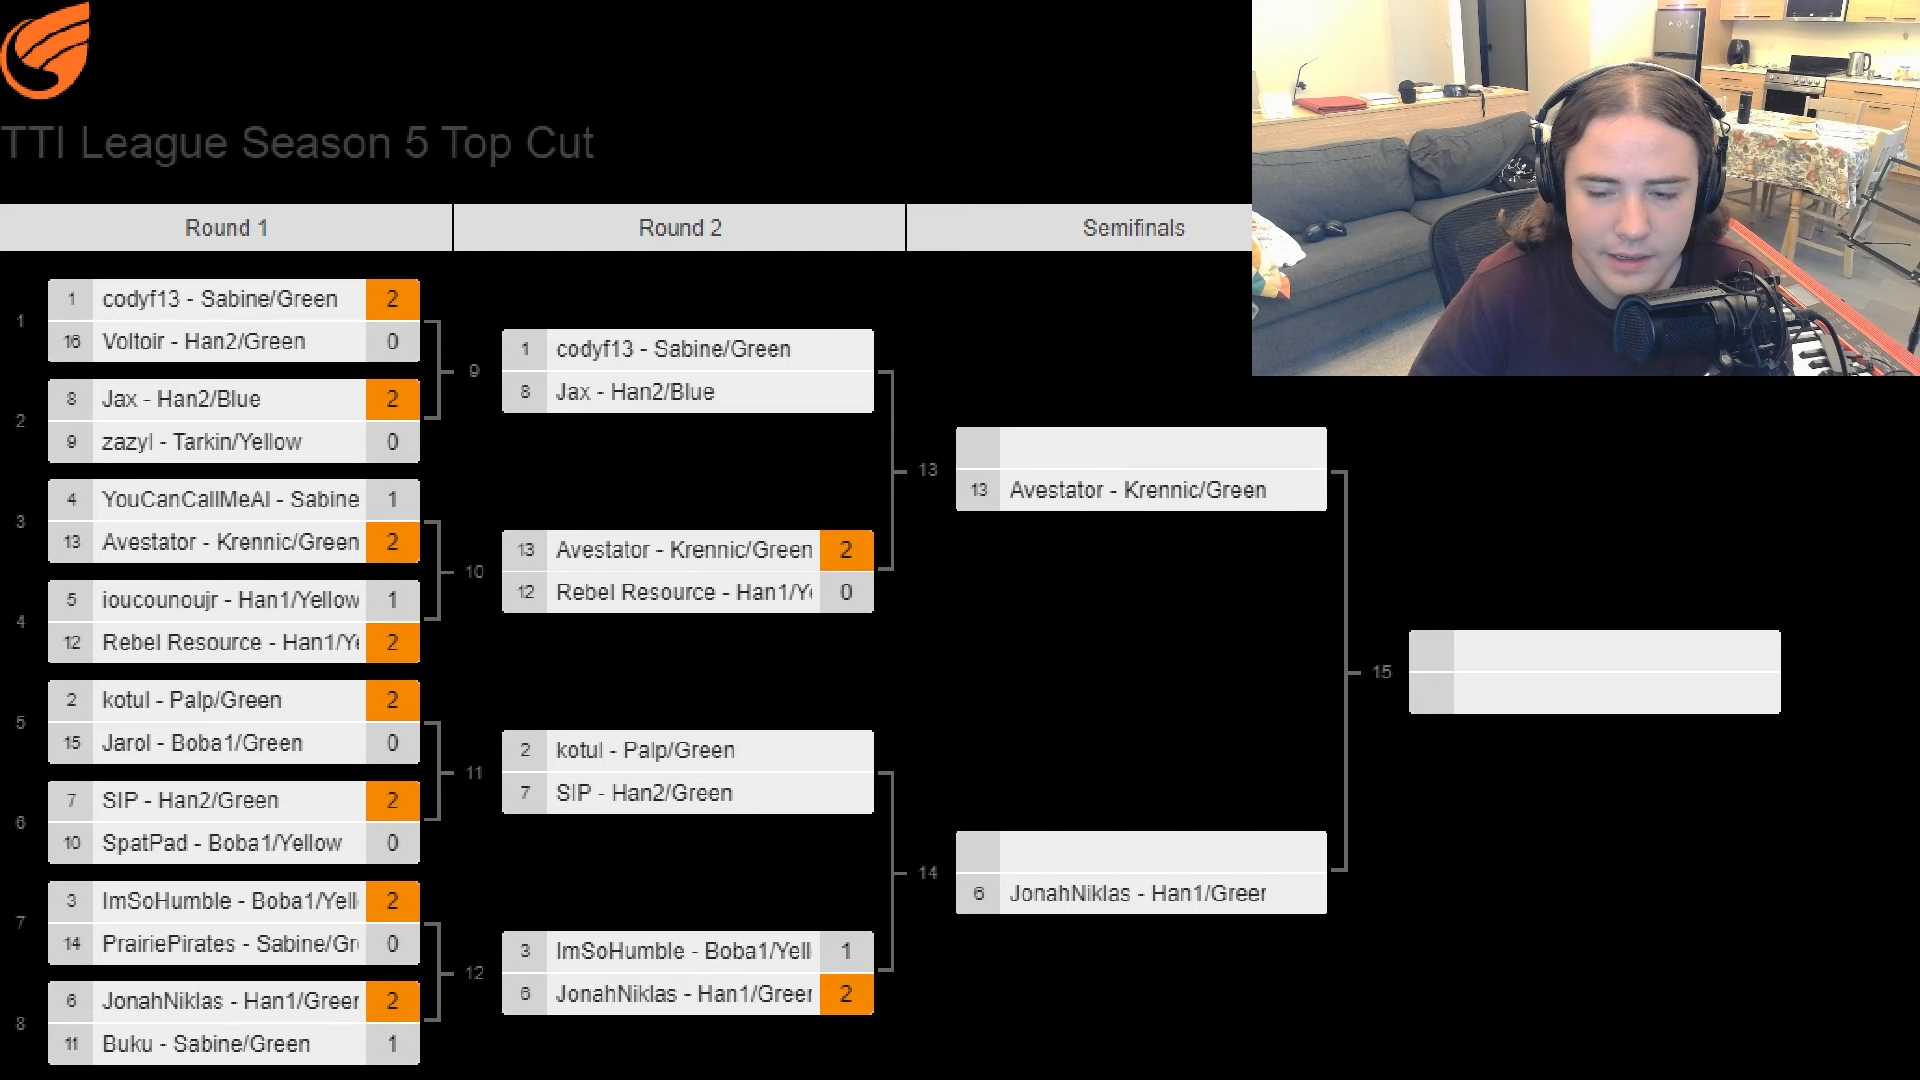 TTI League Season 5 Top Cut
Round 1
Round 2
Semifinals
1
1 codyf13 - Sabine/Green 2
16 Voltoir - Han2/Green 0
2
8 Jax - Han2/Blue 2
9 zazyl - Tarkin/Yellow 0
3
4 YouCanCallMeAl - Sabine 1
13 Avestator - Krennic/Green 2
4
5 ioucounoujr - Han1/Yellow 1
12 Rebel Resource - Han1/Ye 2
5
2 kotul - Palp/Green 2
15 Jarol - Boba1/Green 0
6
7 SIP - Han2/Green 2
10 SpatPad - Boba1/Yellow 0
7
3 ImSoHumble - Boba1/Yell 2
14 PrairiePirates - Sabine/Gr 0
8
6 JonahNiklas - Han1/Green 2
11 Buku - Sabine/Green 1
9
1 codyf13 - Sabine/Green
8 Jax - Han2/Blue
10
13 Avestator - Krennic/Green 2
12 Rebel Resource - Han1/Y 0
11
2 kotul - Palp/Green
7 SIP - Han2/Green
12
3 ImSoHumble - Boba1/Yell 1
6 JonahNiklas - Han1/Green 2
13
13 Avestator - Krennic/Green
14
6 JonahNiklas - Han1/Green
15